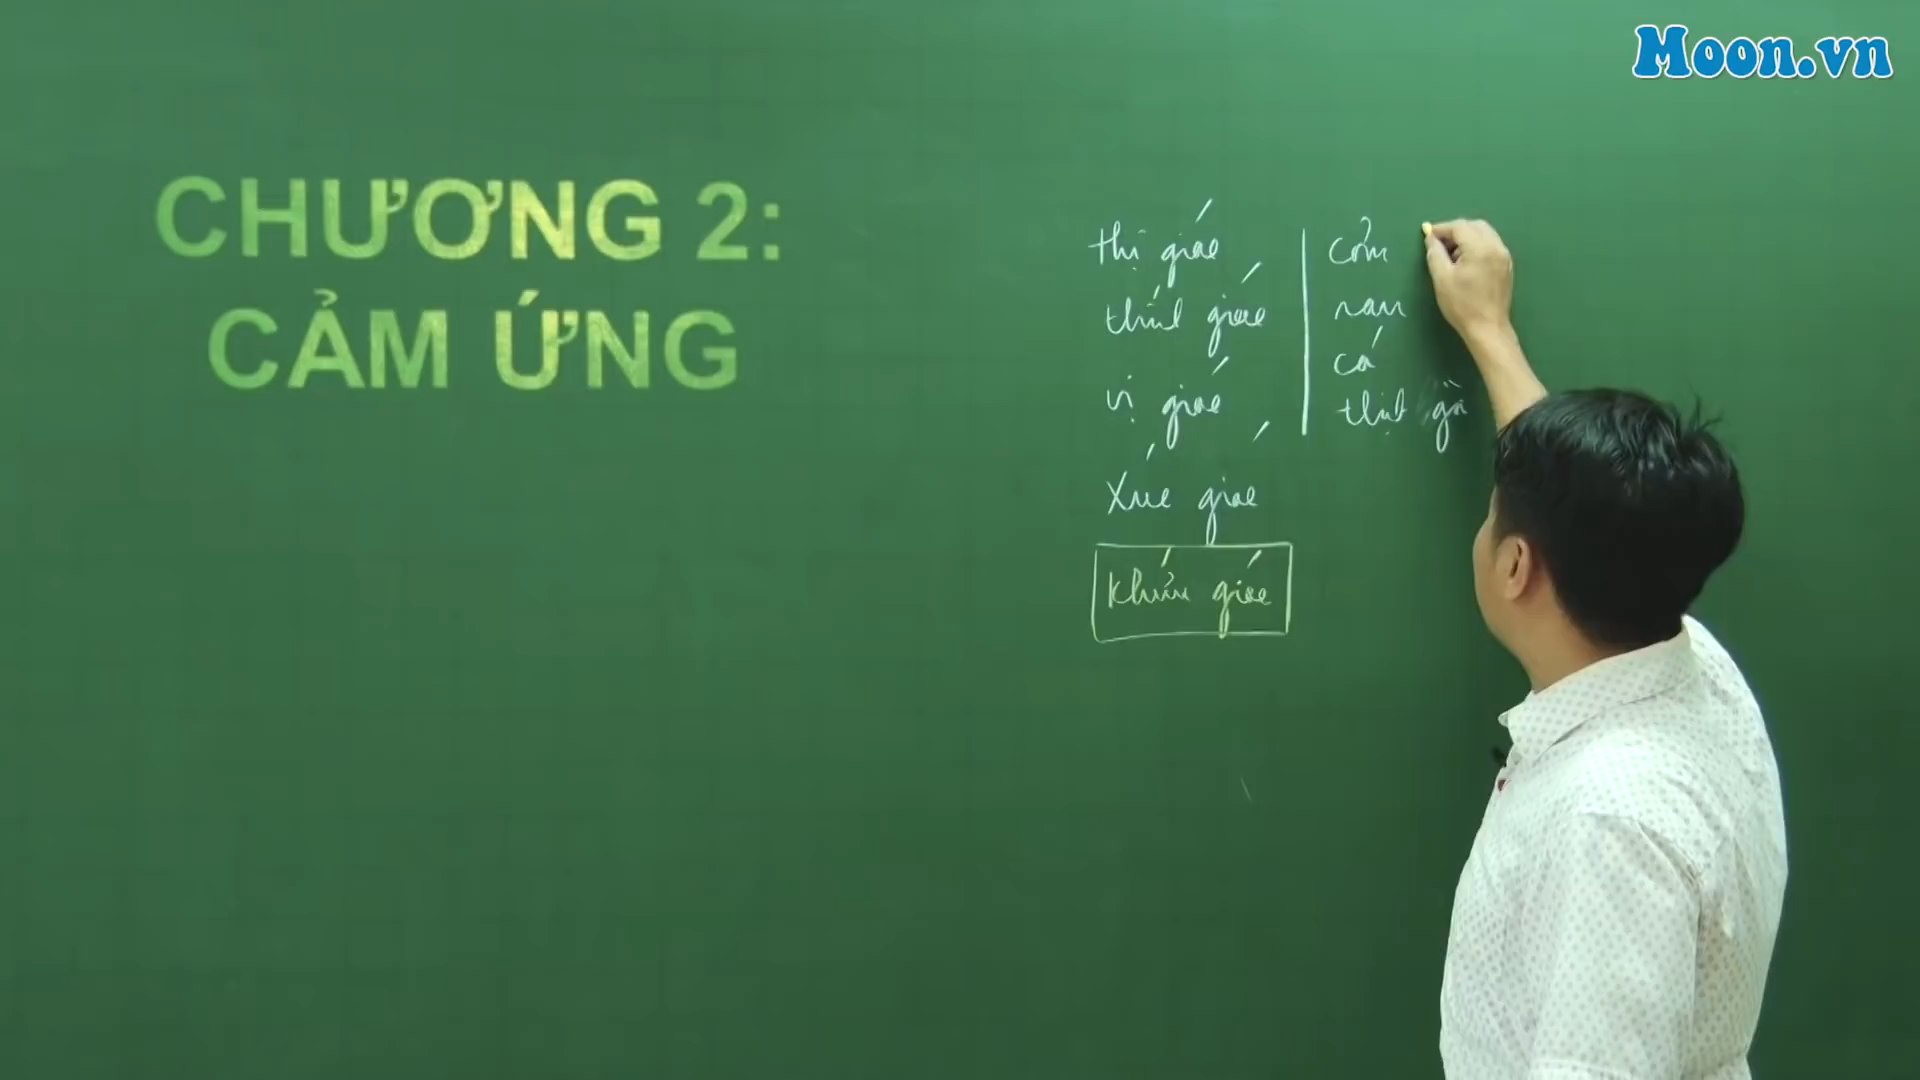 Moon.vn
CHƯƠNG 2:
CẢM ỨNG
thị giác
thính giác
vị giác
xúc giác
khứu giác
cơm
rau
cá
thịt gà